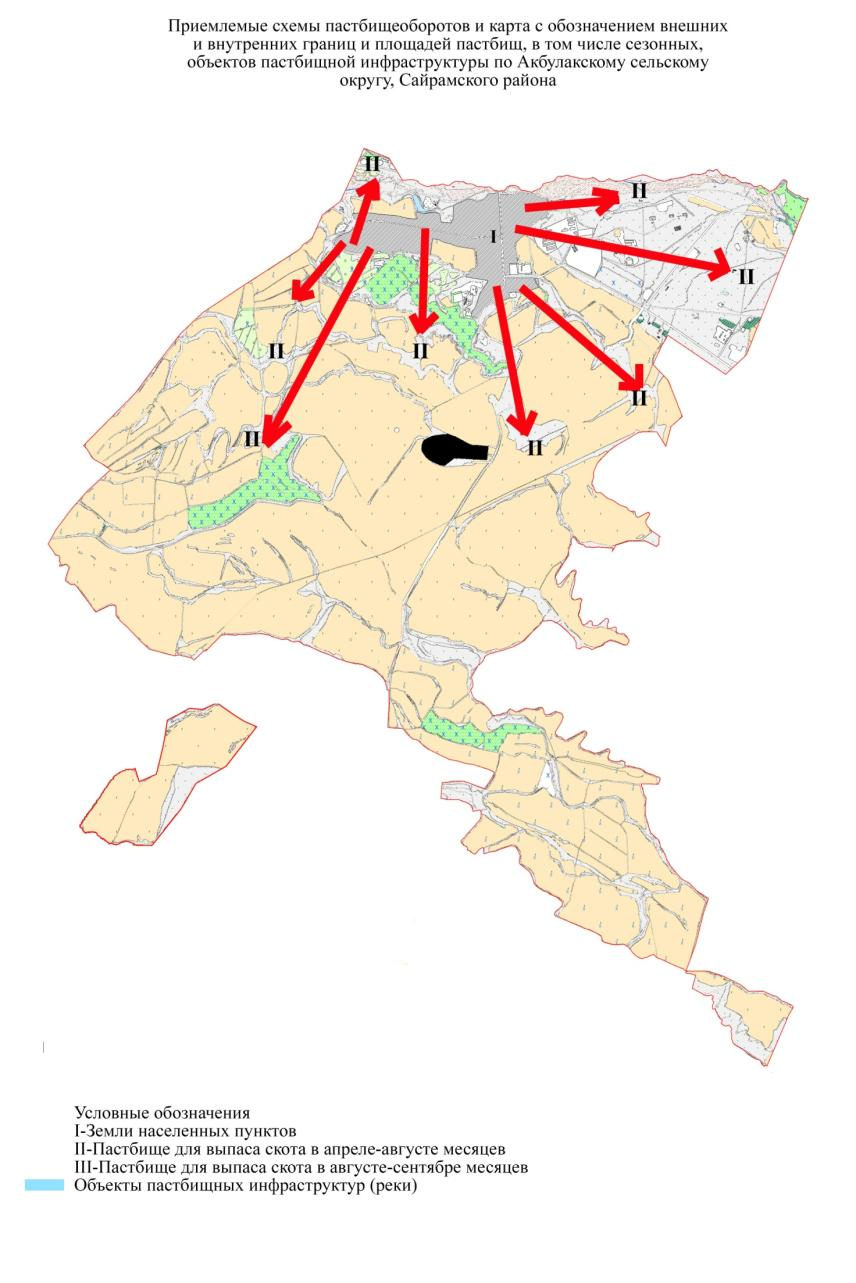 Приемлемые схемы пастбищеоборотов и карта с обозначением внешних
и внутренних границ и площадей пастбищ, в том числе сезонных,
объектов пастбищной инфраструктуры по Акбулакскому сельскому
округу, Сайрамского района
II
II
I
II
II
II
II
II
II
Условные обозначения
I-Земли населенных пунктов
II-Пастбище для выпаса скота в апреле-августе месяцев
III-Пастбище для выпаса скота в августе-сентябре месяцев
Объекты пастбищных инфраструктур (реки)